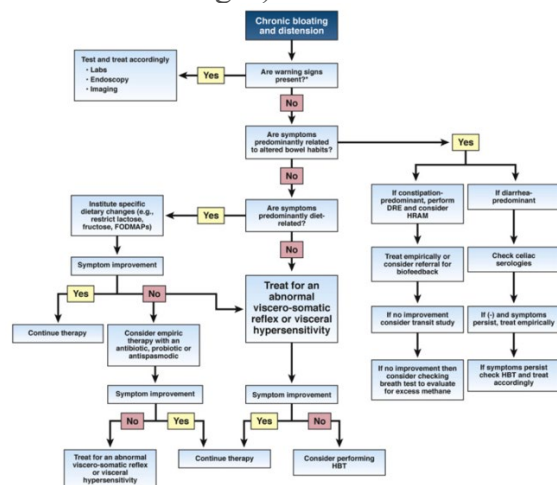 Chronic bloating
and distension
Test and treat accordingly
• Labs
• Endoscopy
• Imaging
Yes
Are warning signs
present?*
No
Are symptoms
predominantly related
to altered bowel habits?
Yes
No
Institute specific
dietary changes (e.g.,
restrict lactose,
fructose, FODMAPs)
Yes
Are symptoms
predominantly diet-
related?
If constipation-
predominant, perform
DRE and consider
HRAM
If diarrhea-
predominant
No
Symptom improvement
Treat for an
abnormal
viscero-somatic
reflex or visceral
hypersensitivity
Treat empirically or
consider referral for
biofeedback
Check celiac
serologies
Yes
No
If no improvement
consider transit study
If (-) and symptoms
persist, treat empirically
Continue therapy
Consider empiric
therapy with an
antibiotic, probiotic or
antispasmodic
If no improvement then
consider checking
breath test to evaluate
for excess methane
If symptoms persist
check HBT and treat
accordingly
Symptom improvement
Symptom improvement
No
Yes
Yes
No
Treat for an abnormal
viscero-somatic reflex
or visceral
hypersensitivity
Continue therapy
Consider performing
HBT